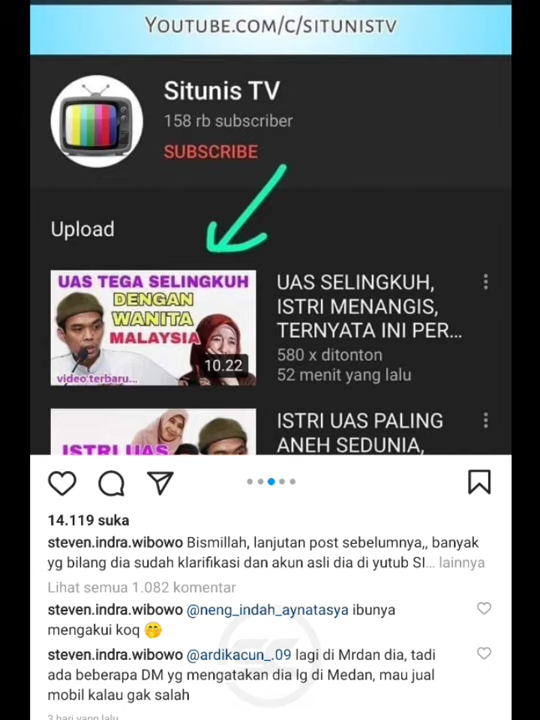 YOUTUBE.COM/C/SITUNISTV
Situnis TV
158 rb subscriber
SUBSCRIBE
Upload
UAS TEGA SELINGKUH
DENGAN
WANITA
MALAYSIA
10.22
video terbaru...
UAS SELINGKUH,
ISTRI MENANGIS,
TERNYATA INI PER...
580 x ditonton
52 menit yang lalu
ISTRI UAS
ISTRI UAS PALING
ANEH SEDUNIA,
14.119 suka
steven.indra.wibowo Bismillah, lanjutan post sebelumnya,, banyak
yg bilang dia sudah klarifikasi dan akun asli dia di yutub SI... lainnya
Lihat semua 1.082 komentar
steven.indra.wibowo @neng_indah_aynatasya ibunya
mengakui koq 🤭
steven.indra.wibowo @ardikacun_.09 lagi di Mrdan dia, tadi
ada beberapa DM yg mengatakan dia lg di Medan, mau jual
mobil kalau gak salah
3 hari yang lalu